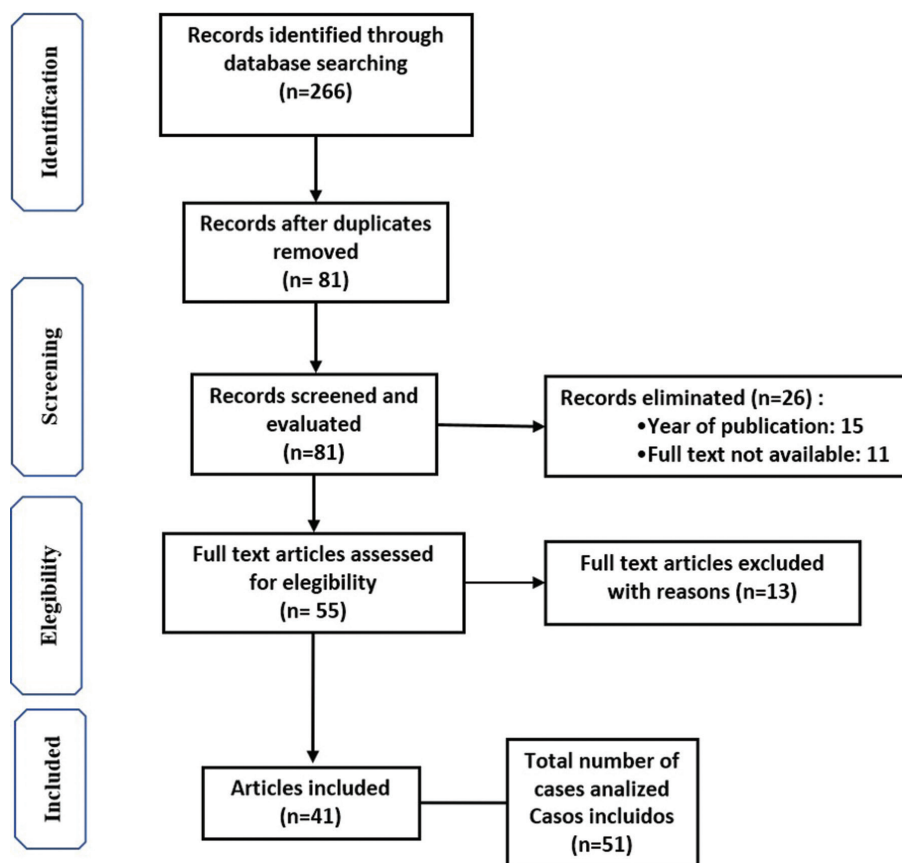 Identification
Records identified through
database searching
(n=266)
Records after duplicates
removed
(n= 81)
Screening
Records screened and
evaluated
(n=81)
Records eliminated (n=26) :
•Year of publication: 15
•Full text not available: 11
Elegibility
Full text articles assessed
for elegibility
(n= 55)
Full text articles excluded
with reasons (n=13)
Included
Articles included
(n=41)
Total number of
cases analized
Casos incluidos
(n=51)